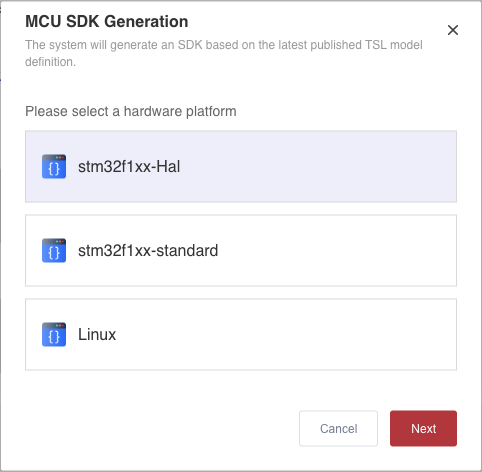 MCU SDK Generation
The system will generate an SDK based on the latest published TSL model
definition.
Please select a hardware platform
{} stm32f1xx-Hal
{} stm32f1xx-standard
{} Linux
Cancel Next